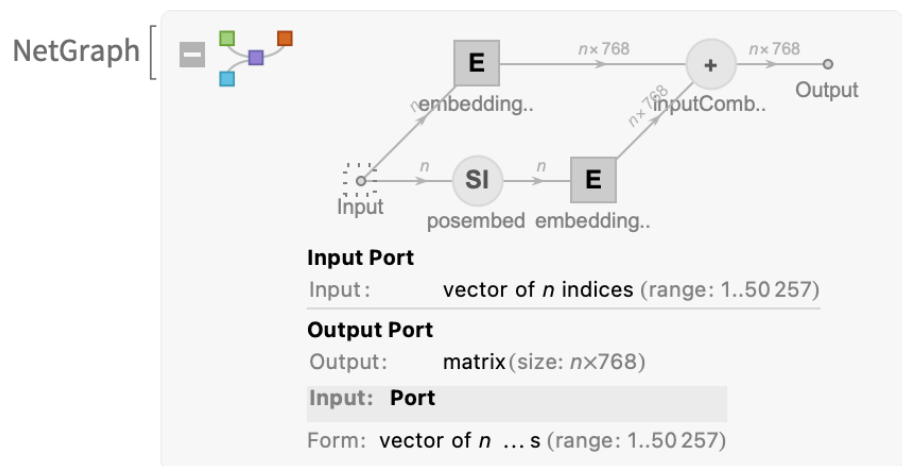 NetGraph
E
n×768
+
n×768
embedding..
inputComb..
Output
n
n×768
Input
n
SI
n
E
posembed
embedding..
Input Port
Input: vector of n indices (range: 1..50 257)
Output Port
Output: matrix (size: n×768)
Input: Port
Form: vector of n ...s (range: 1..50 257)